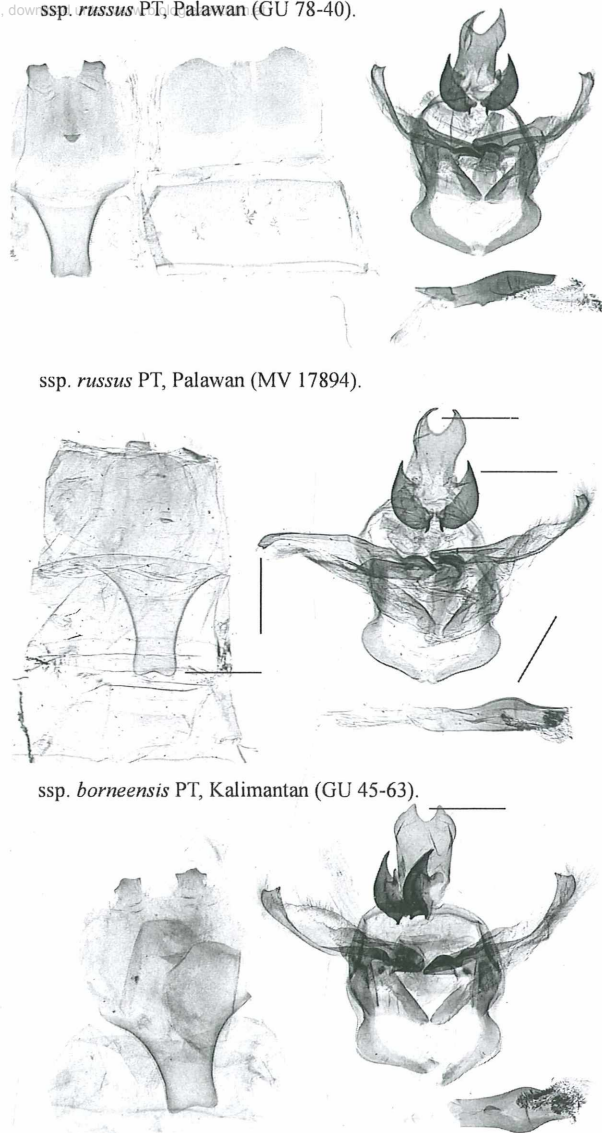 ssp. russus PT, Palawan (GU 78-40).
ssp. russus PT, Palawan (MV 17894).
ssp. borneensis PT, Kalimantan (GU 45-63).